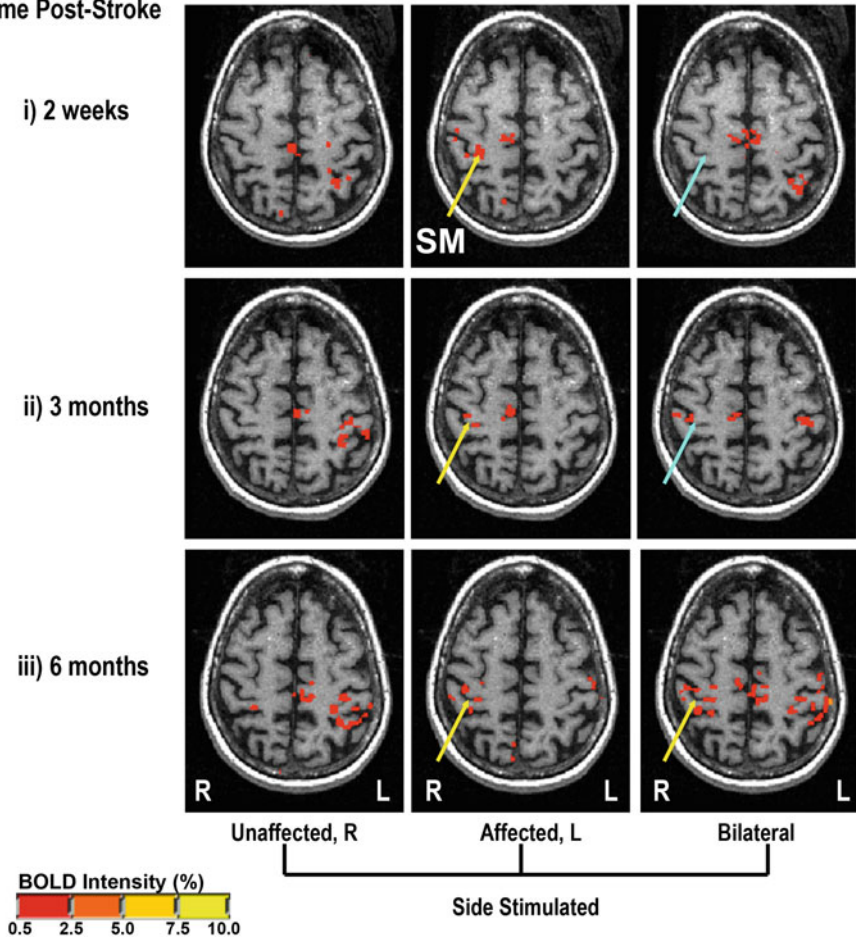 me Post-Stroke
i) 2 weeks
SM
ii) 3 months
iii) 6 months
R L R L R L
Unaffected, R Affected, L Bilateral
Side Stimulated
BOLD Intensity (%)
0.5 2.5 5.0 7.5 10.0